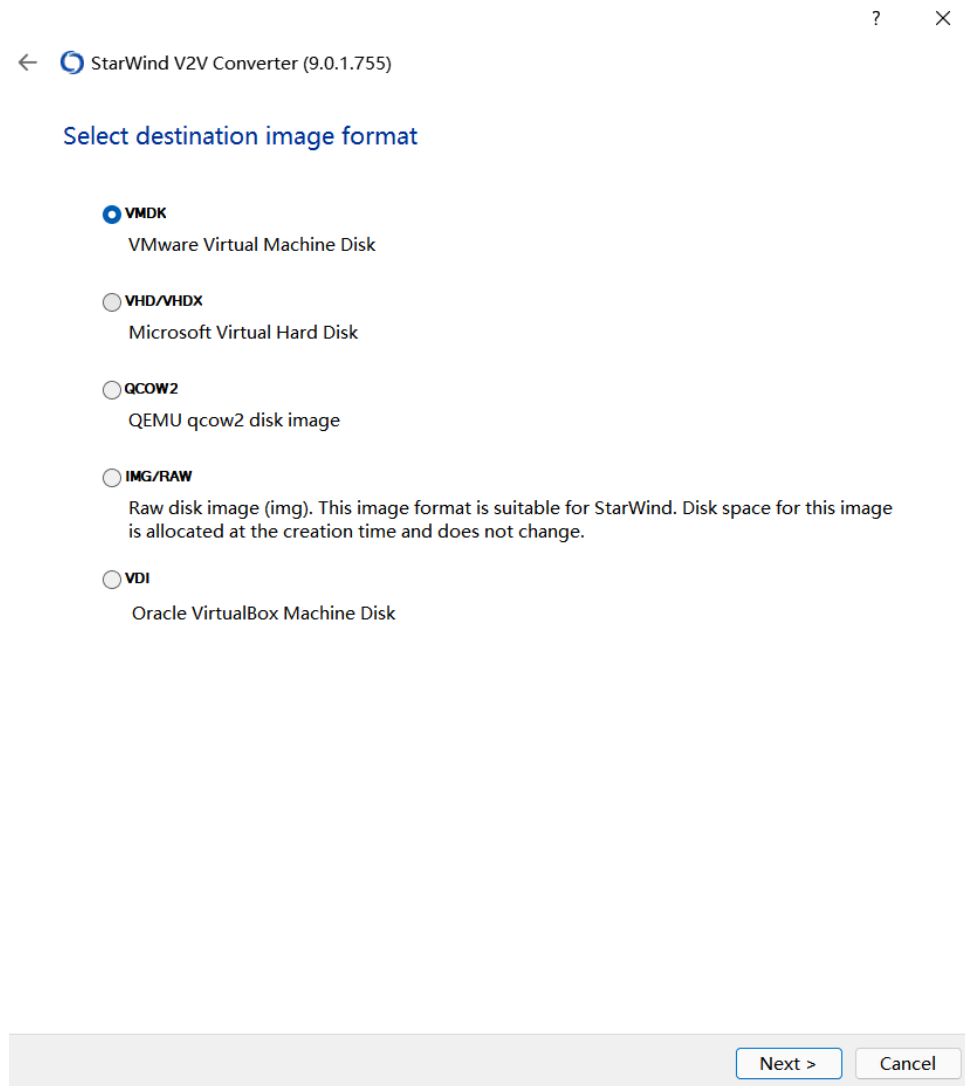 ?
StarWind V2V Converter (9.0.1.755)
Select destination image format
VMDK
VMware Virtual Machine Disk
VHD/VHDX
Microsoft Virtual Hard Disk
QCOW2
QEMU qcow2 disk image
IMG/RAW
Raw disk image (img). This image format is suitable for StarWind. Disk space for this image
is allocated at the creation time and does not change.
VDI
Oracle VirtualBox Machine Disk
Next > Cancel